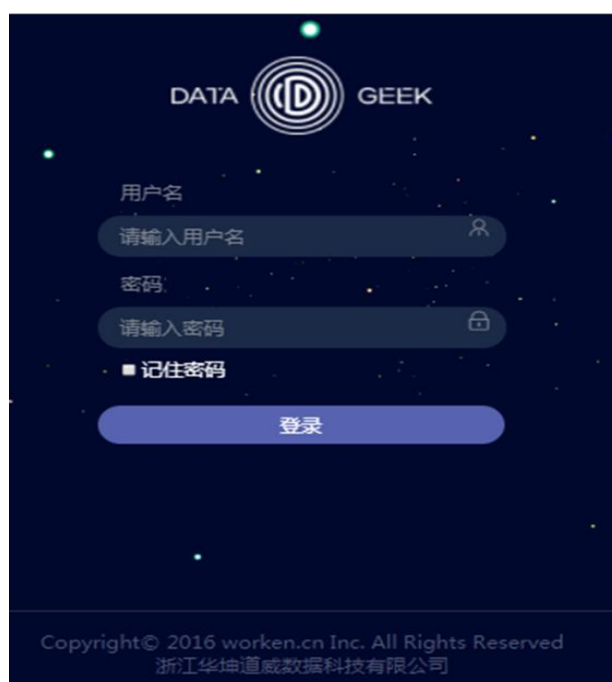 DATA D GEEK
用户名
请输入用户名
密码
请输入密码
记住密码
登录
Copyright© 2016 worken.cn Inc. All Rights Reserved
浙江华坤道威数据科技有限公司